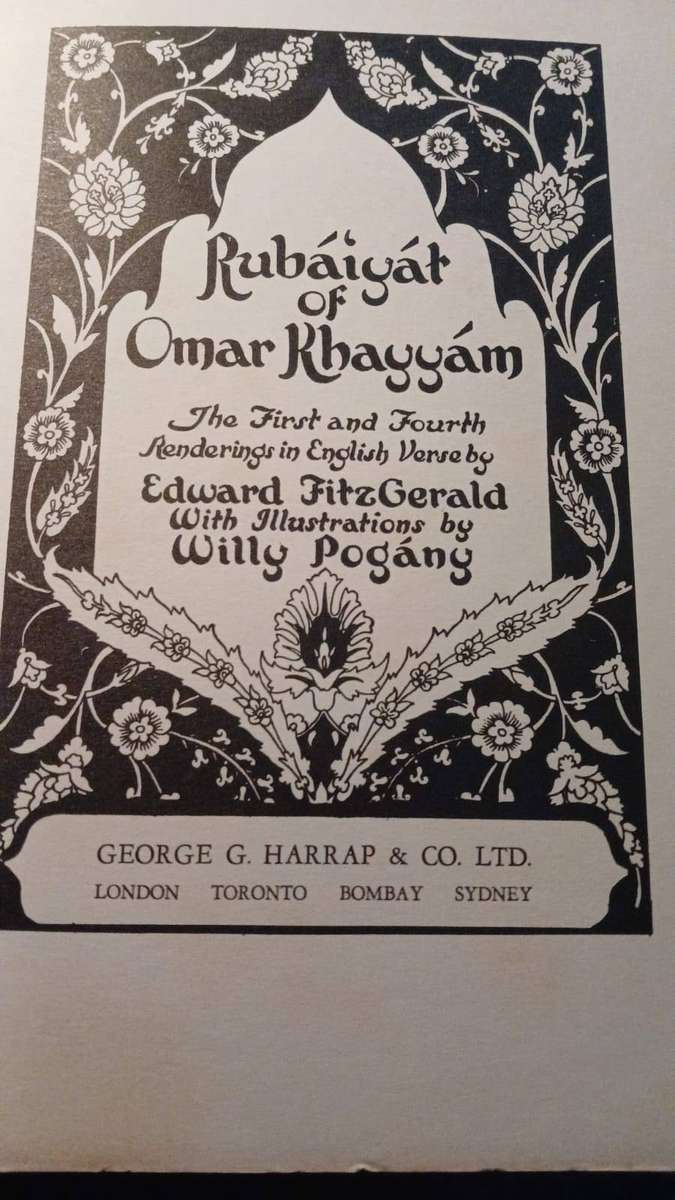 Rubáiyát
of
Omar Khayyám
The First and Fourth
Renderings in English Verse by
Edward FitzGerald
With Illustrations by
Willy Pogány
GEORGE G. HARRAP & CO. LTD.
LONDON TORONTO BOMBAY SYDNEY